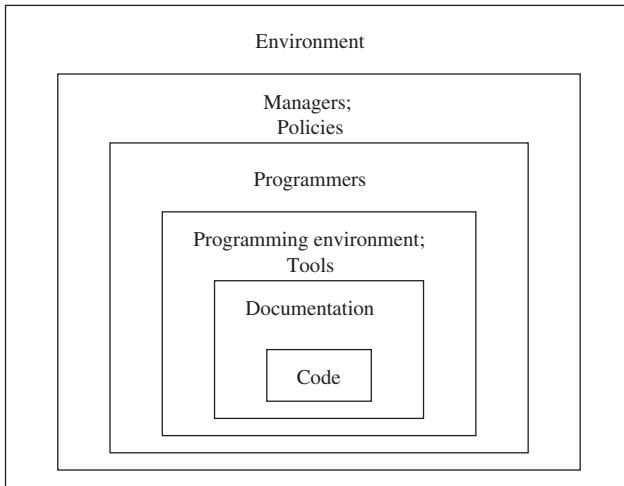 Environment
Managers;
Policies
Programmers
Programming environment;
Tools
Documentation
Code